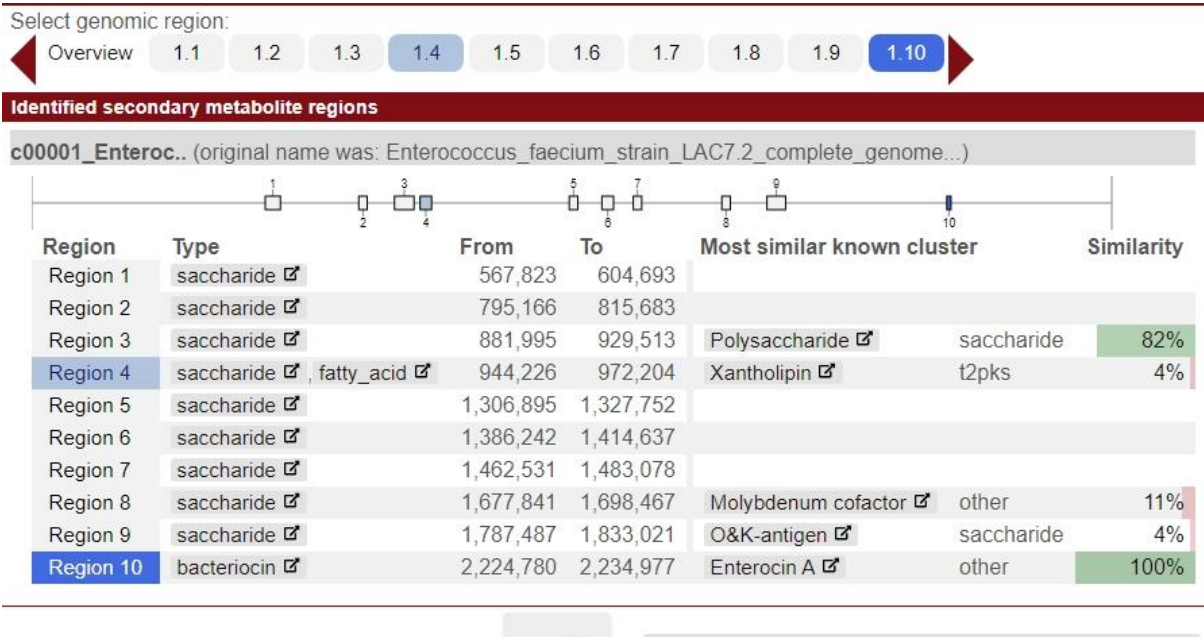 Select genomic region:
Overview 1.1 1.2 1.3 1.4 1.5 1.6 1.7 1.8 1.9 1.10
Identified secondary metabolite regions
c00001_Enteroc.. (original name was: Enterococcus_faecium_strain_LAC7.2_complete_genome...)
1 3 5 7 9
2 4 6 8 10
Region Type From To Most similar known cluster Similarity
Region 1 saccharide 567,823 604,693
Region 2 saccharide 795,166 815,683
Region 3 saccharide 881,995 929,513 Polysaccharide saccharide 82%
Region 4 saccharide , fatty_acid 944,226 972,204 Xantholipin t2pks 4%
Region 5 saccharide 1,306,895 1,327,752
Region 6 saccharide 1,386,242 1,414,637
Region 7 saccharide 1,462,531 1,483,078
Region 8 saccharide 1,677,841 1,698,467 Molybdenum cofactor other 11%
Region 9 saccharide 1,787,487 1,833,021 O&K-antigen saccharide 4%
Region 10 bacteriocin 2,224,780 2,234,977 Enterocin A other 100%